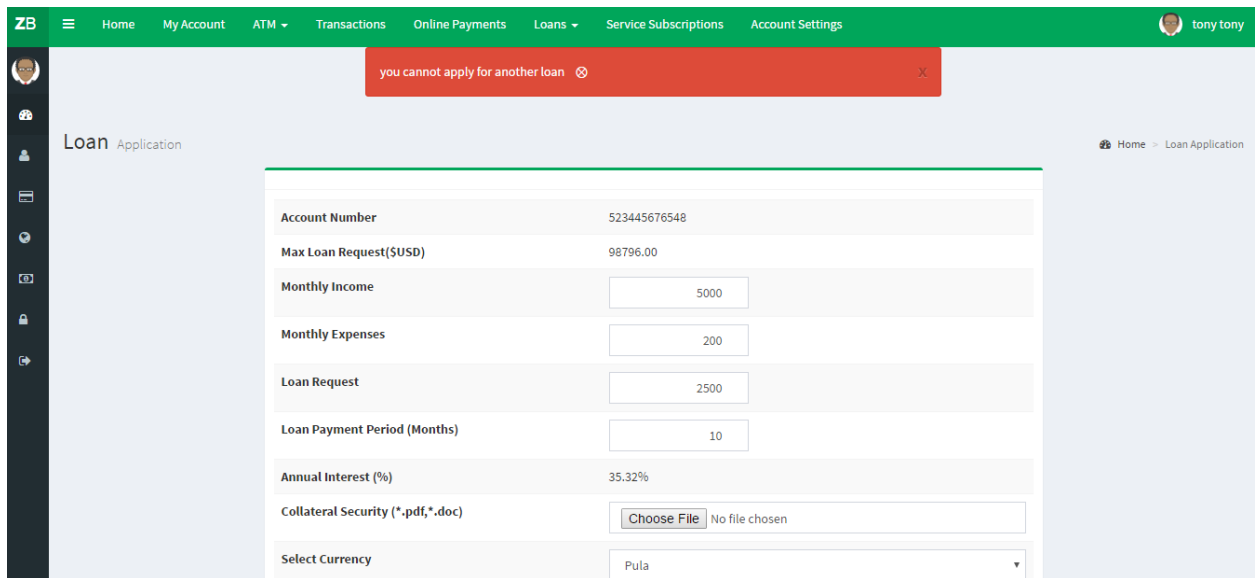 ZB Home My Account ATM Transactions Online Payments Loans Service Subscriptions Account Settings tony tony
you cannot apply for another loan X
Loan Application Home > Loan Application
Account Number 523445676548
Max Loan Request($USD) 98796.00
Monthly Income 5000
Monthly Expenses 200
Loan Request 2500
Loan Payment Period (Months) 10
Annual Interest (%) 35.32%
Collateral Security (*.pdf,*.doc) Choose File No file chosen
Select Currency Pula